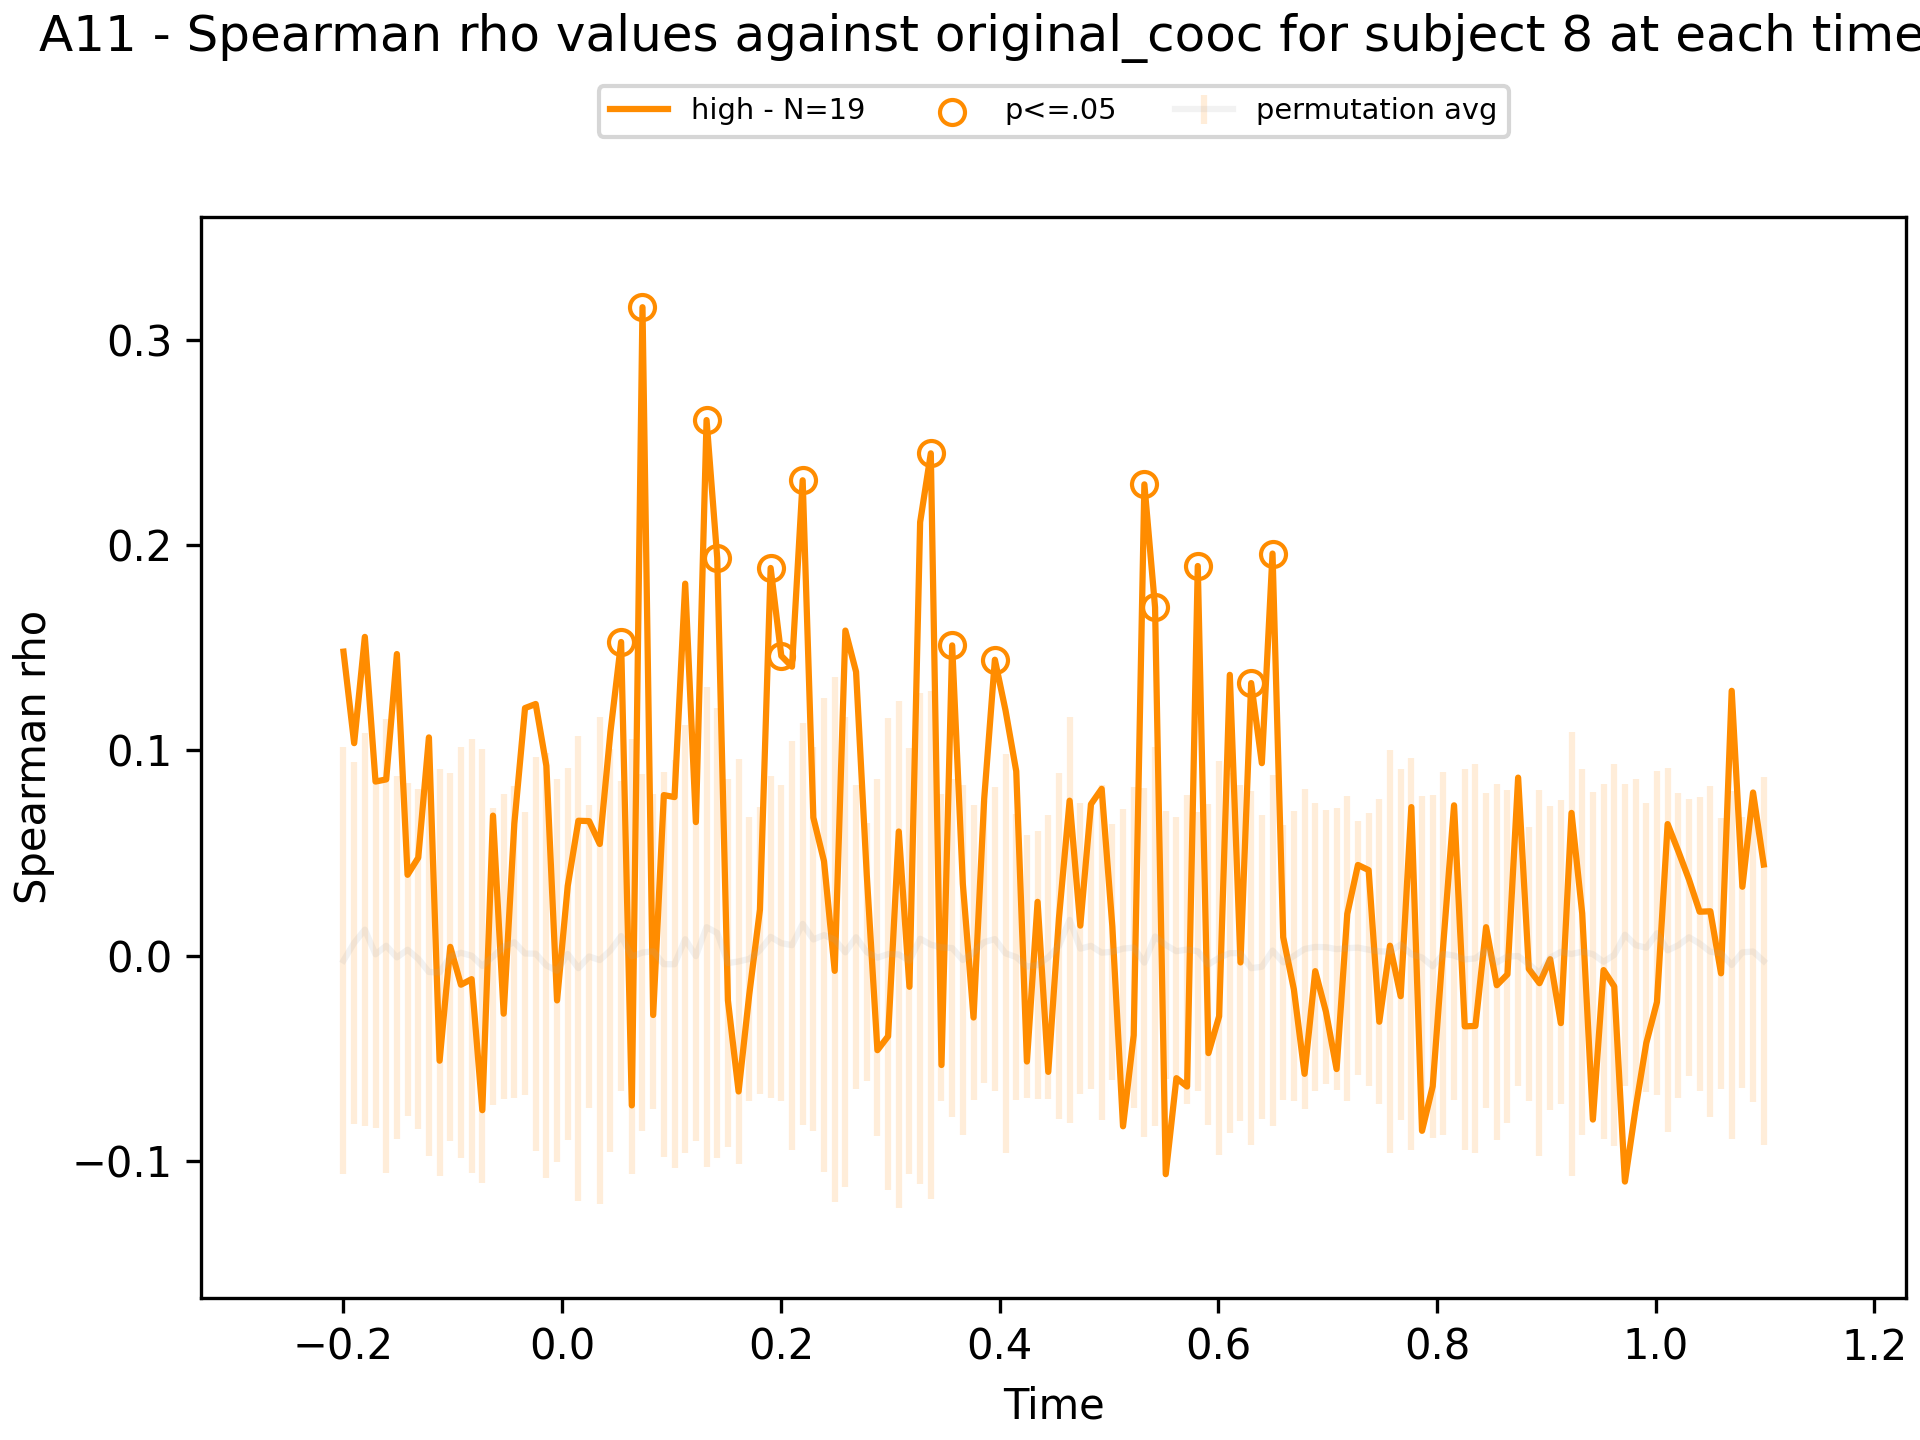 A11 - Spearman rho values against original_cooc for subject 8 at each time
high - N=19 p<=.05 permutation avg
Spearman rho
0.3
0.2
0.1
0.0
−0.1
−0.2 0.0 0.2 0.4 0.6 0.8 1.0 1.2
Time